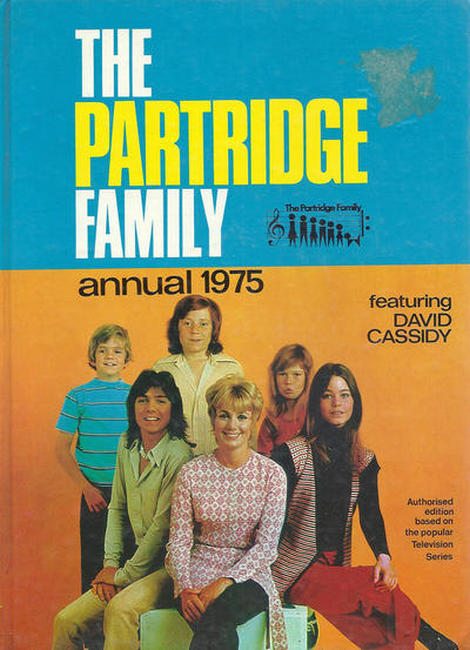 THE
PARTRIDGE
FAMILY
The Partridge Family
annual 1975
featuring
DAVID
CASSIDY
Authorised
edition
based on
the popular
Television
Series